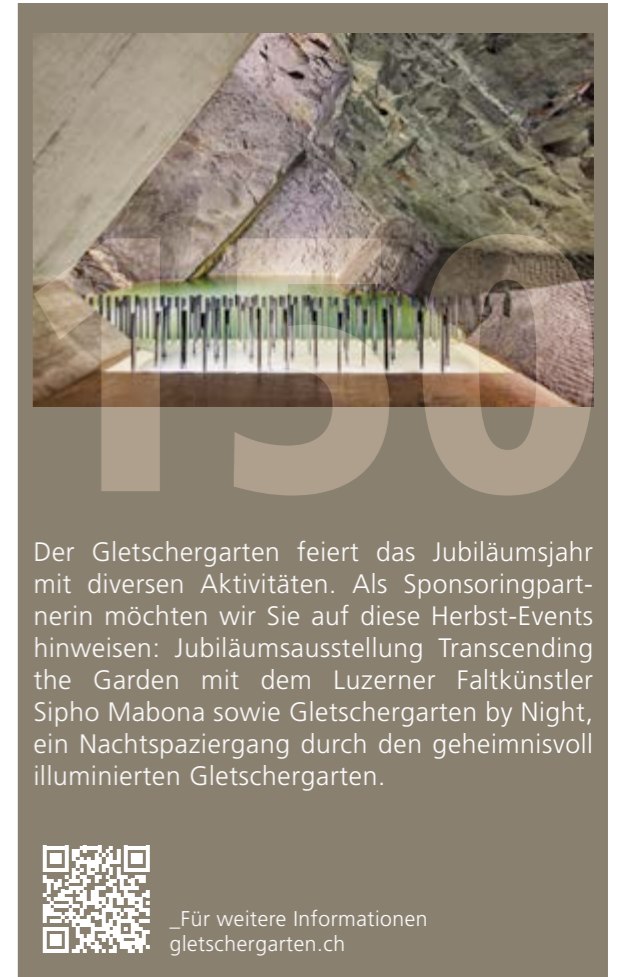 150
Der Gletschergarten feiert das Jubiläumsjahr
mit diversen Aktivitäten. Als Sponsoringpart-
nerin möchten wir Sie auf diese Herbst-Events
hinweisen: Jubiläumsausstellung Transcending
the Garden mit dem Luzerner Faltkünstler
Sipho Mabona sowie Gletschergarten by Night,
ein Nachtspaziergang durch den geheimnisvoll
illuminierten Gletschergarten.
_Für weitere Informationen
gletschergarten.ch